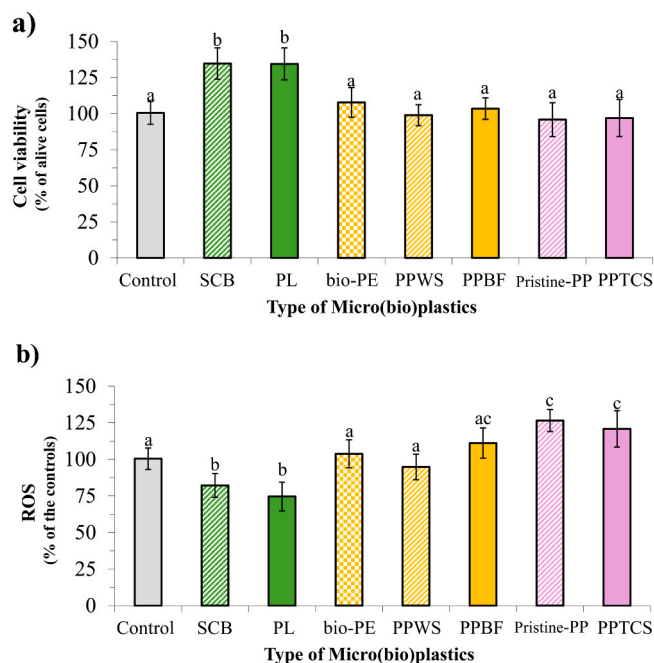 a)
b b
a a a a a a
150
125
100
75
50
25
0
Cell viability
(% of alive cells)
Control SCB PL bio-PE PPWS PPBF Pristine-PP PPTCS
Type of Micro(bio)plastics
b)
a b b a a ac c c
150
125
100
75
50
25
0
ROS
(% of the controls)
Control SCB PL bio-PE PPWS PPBF Pristine-PP PPTCS
Type of Micro(bio)plastics